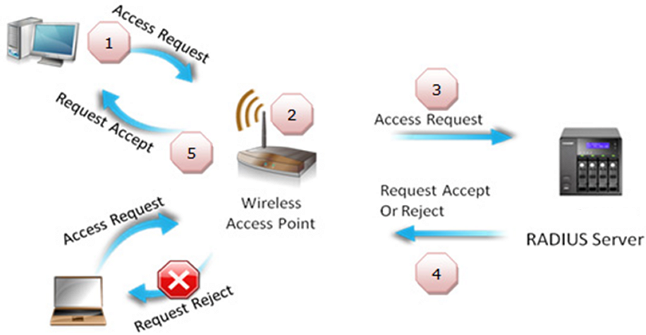 1
Access Request
Request Accept
5
2
Wireless
Access Point
3
Access Request
Request Accept
Or Reject
4
RADIUS Server
Access Request
Request Reject